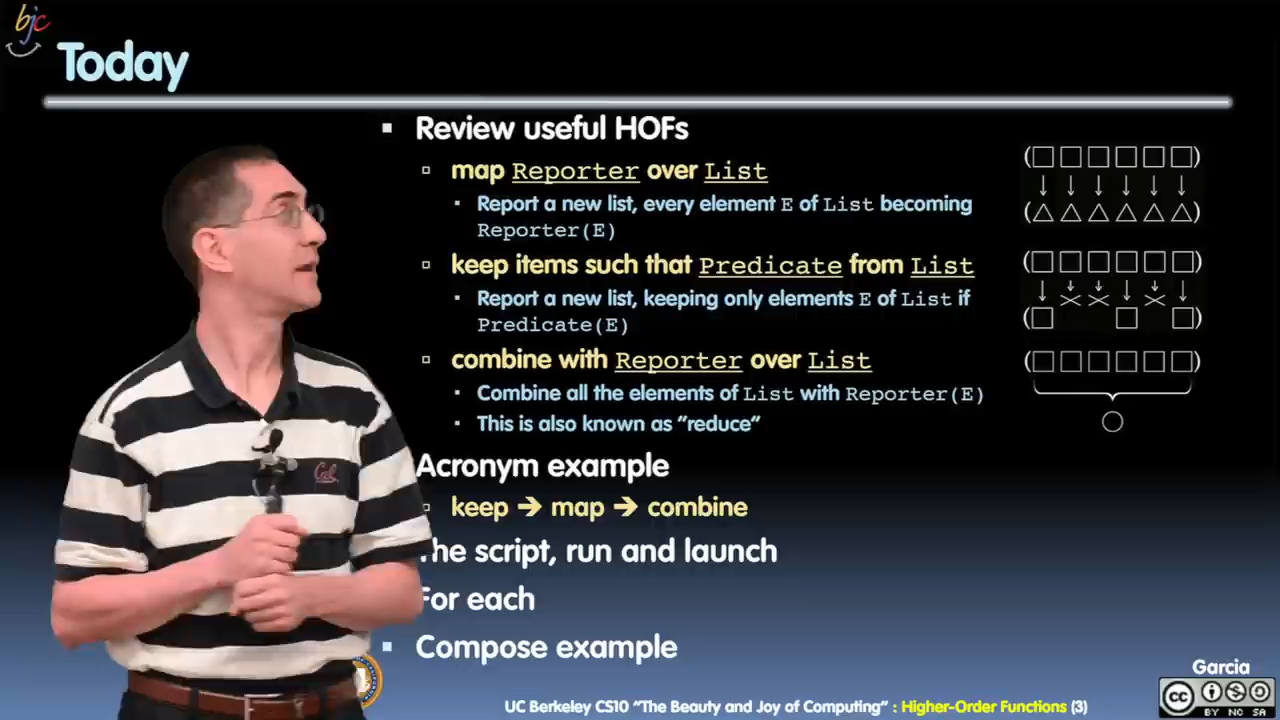 bjc
Today
Review useful HOFs
map Reporter over List
Report a new list, every element E of List becoming
Reporter(E)
keep items such that Predicate from List
Report a new list, keeping only elements E of List if
Predicate(E)
combine with Reporter over List
Combine all the elements of List with Reporter(E)
This is also known as "reduce"
Cal
Acronym example
keep ➔ map ➔ combine
The script, run and launch
For each
Compose example
Garcia
UC Berkeley CS10 "The Beauty and Joy of Computing" : Higher-Order Functions (3)
cc
BY NC SA